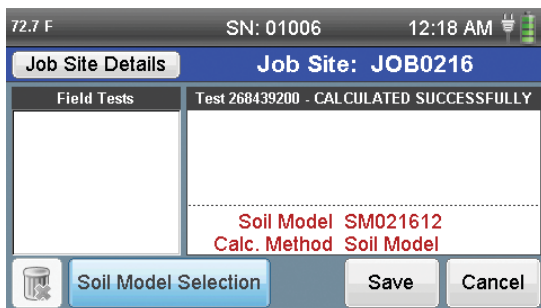 72.7 F SN: 01006 12:18 AM
Job Site Details Job Site: JOB0216
Field Tests Test 268439200 - CALCULATED SUCCESSFULLY
Soil Model SM021612
Calc. Method Soil Model
Soil Model Selection Save Cancel